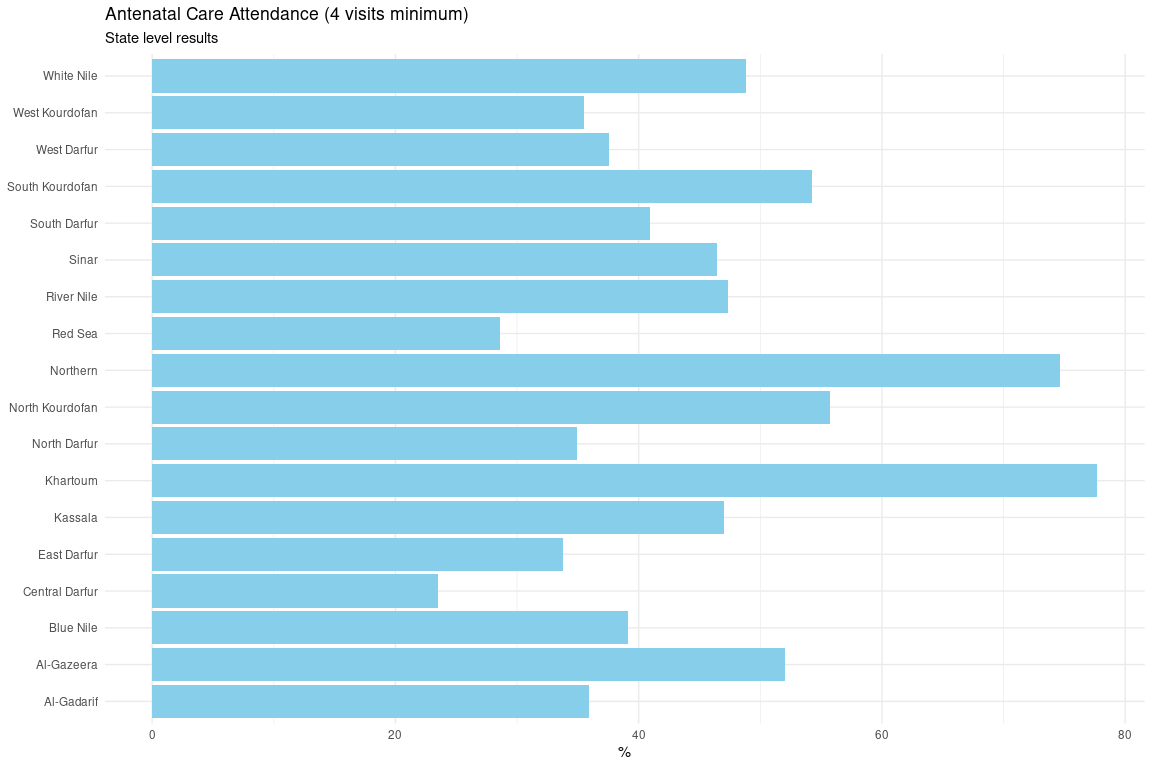 Antenatal Care Attendance (4 visits minimum)
State level results
White Nile
West Kourdofan
West Darfur
South Kourdofan
South Darfur
Sinar
River Nile
Red Sea
Northern
North Kourdofan
North Darfur
Khartoum
Kassala
East Darfur
Central Darfur
Blue Nile
Al-Gazeera
Al-Gadarif
0 20 40 60 80
%